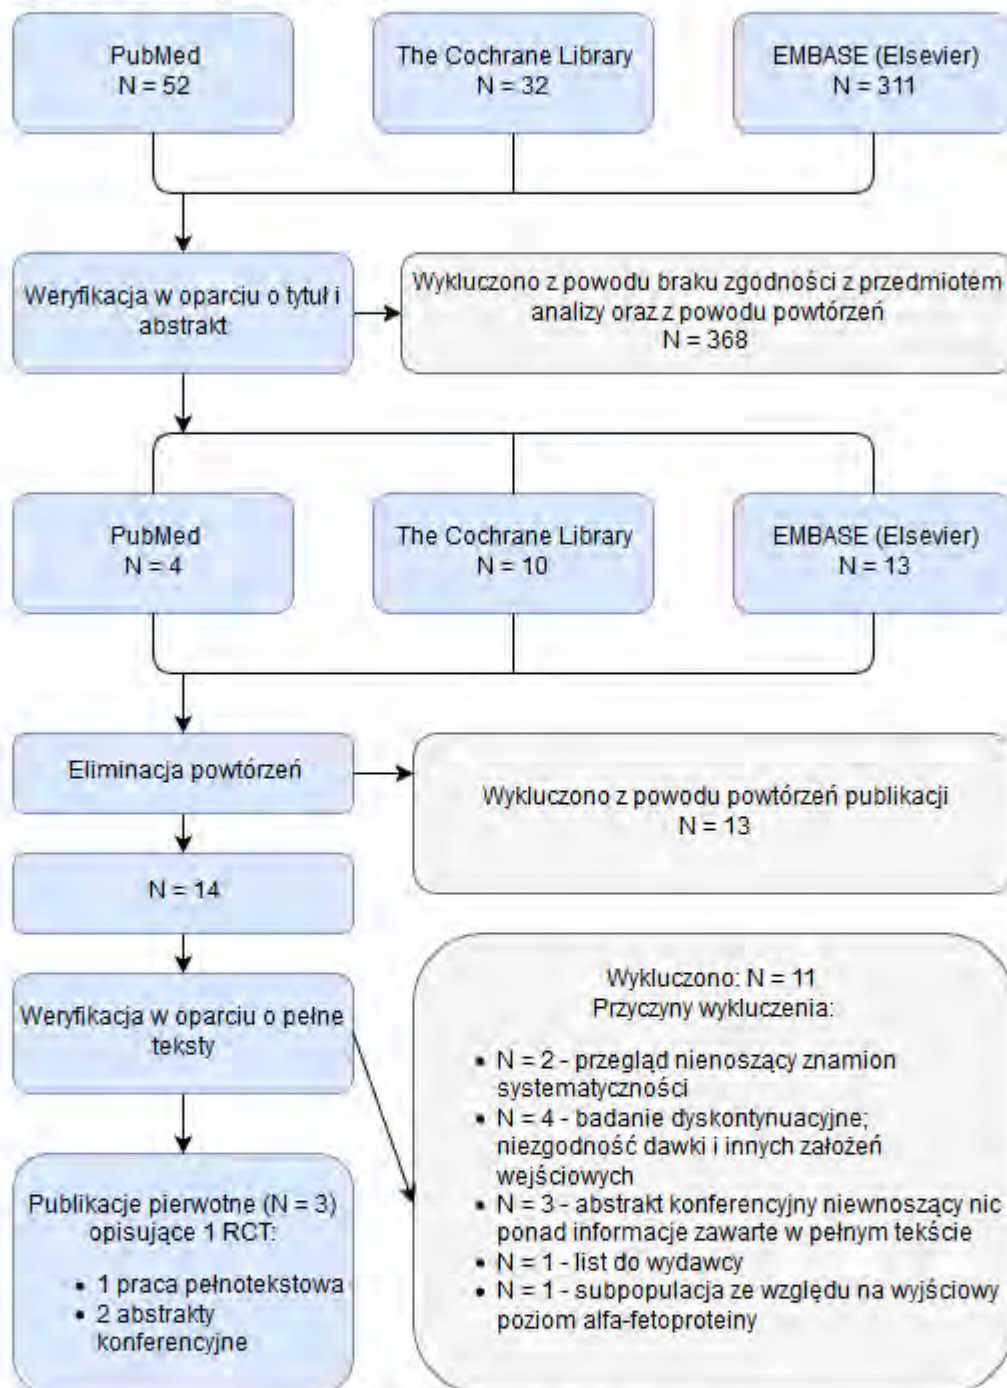 PubMed
N = 52
The Cochrane Library
N = 32
EMBASE (Elsevier)
N = 311
Weryfikacja w oparciu o tytuł i
abstrakt
Wykluczono z powodu braku zgodności z przedmiotem
analizy oraz z powodu powtórzeń
N = 368
PubMed
N = 4
The Cochrane Library
N = 10
EMBASE (Elsevier)
N = 13
Eliminacja powtórzeń
Wykluczono z powodu powtórzeń publikacji
N = 13
N = 14
Weryfikacja w oparciu o pełne
teksty
Wykluczono: N = 11
Przyczyny wykluczenia:
• N = 2 - przegląd nienoszący znamion
systematyczności
• N = 4 - badanie dyskontynuacyjne;
niezgodność dawki i innych założeń
wejściowych
• N = 3 - abstrakt konferencyjny niewnoszący nic
ponad informacje zawarte w pełnym tekście
• N = 1 - list do wydawcy
• N = 1 - subpopulacja ze względu na wyjściowy
poziom alfa-fetoproteiny
Publikacje pierwotne (N = 3)
opisujące 1 RCT:
• 1 praca pełnotekstowa
• 2 abstrakty
konferencyjne